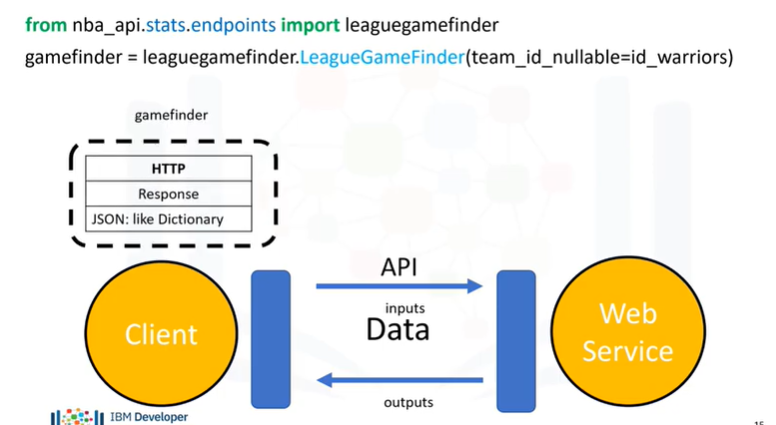 from nba_api.stats.endpoints import leaguegamefinder
gamefinder = leaguegamefinder.LeagueGameFinder(team_id_nullable=id_warriors)
gamefinder
HTTP
Response
JSON: like Dictionary
API
inputs
Data
Client
Web
Service
outputs
IBM Developer
15